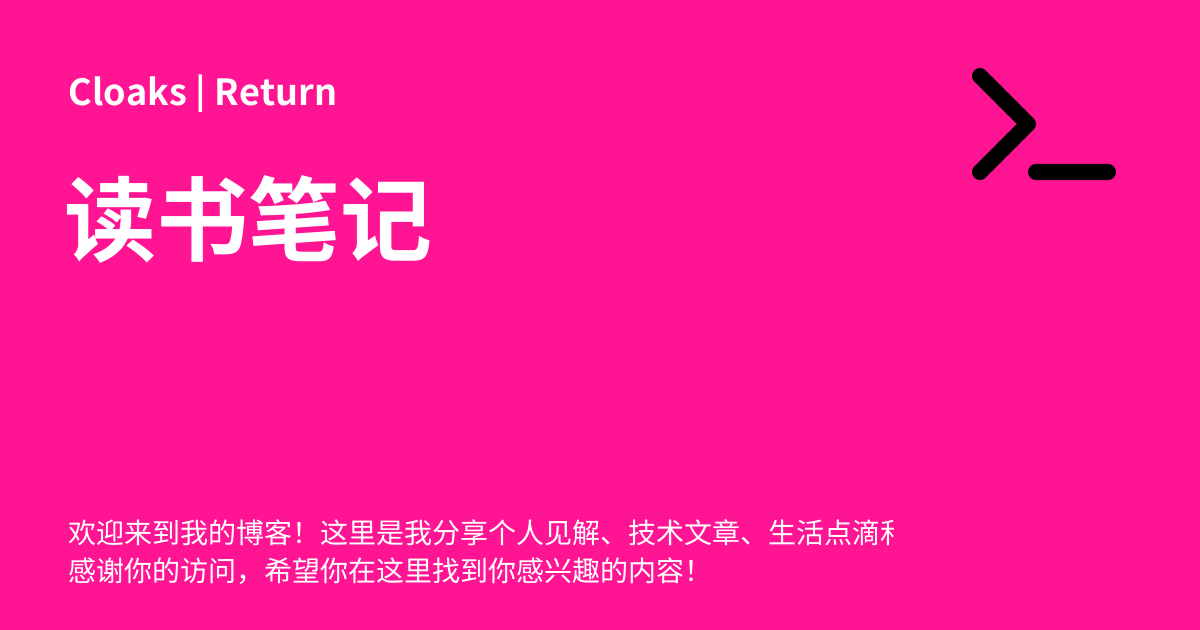 Cloaks | Return
读书笔记
欢迎来到我的博客！这里是我分享个人见解、技术文章、生活点滴
感谢你的访问，希望你在这里找到你感兴趣的内容！